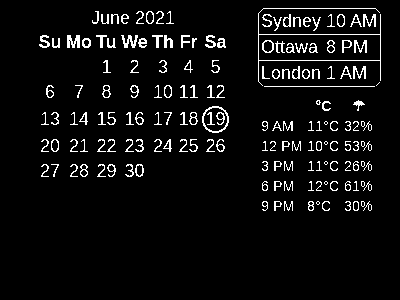 June 2021
Su Mo Tu We Th Fr Sa
1 2 3 4 5
6 7 8 9 10 11 12
13 14 15 16 17 18 19
20 21 22 23 24 25 26
27 28 29 30
Sydney 10 AM
Ottawa 8 PM
London 1 AM
°C ☂
9 AM 11°C 32%
12 PM 10°C 53%
3 PM 11°C 26%
6 PM 12°C 61%
9 PM 8°C 30%